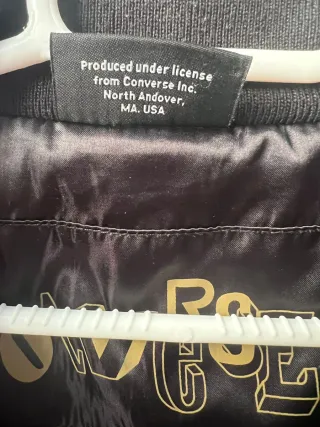 Produced under license
from Converse Inc.
North Andover,
MA. USA